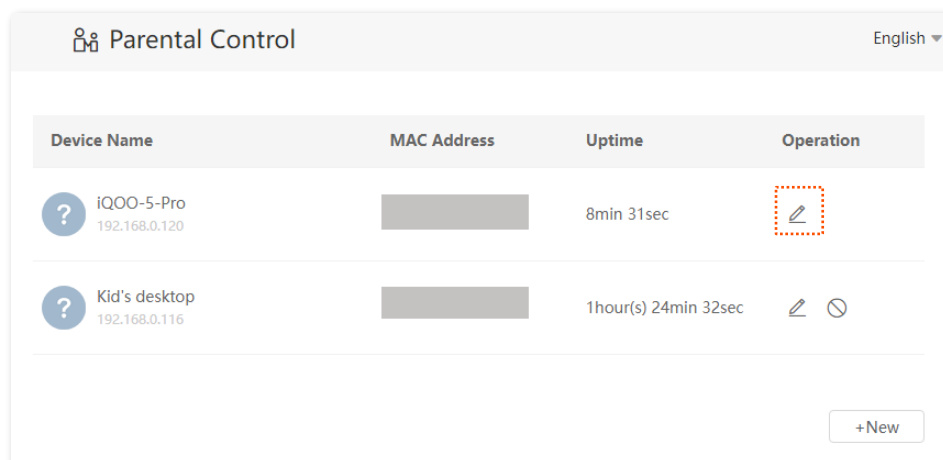 Parental Control
English
Device Name MAC Address Uptime Operation
iQOO-5-Pro
192.168.0.120
8min 31sec
Kid's desktop
192.168.0.116
1hour(s) 24min 32sec
+New